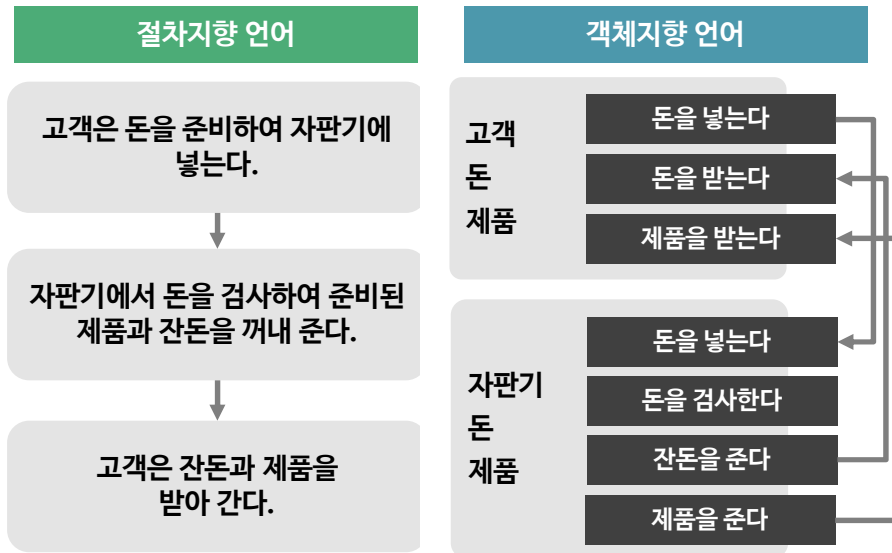 절차지향 언어
고객은 돈을 준비하여 자판기에
넣는다.
자판기에서 돈을 검사하여 준비된
제품과 잔돈을 꺼내 준다.
고객은 잔돈과 제품을
받아 간다.
객체지향 언어
고객
돈
제품
돈을 넣는다
돈을 받는다
제품을 받는다
자판기
돈
제품
돈을 넣는다
돈을 검사한다
잔돈을 준다
제품을 준다